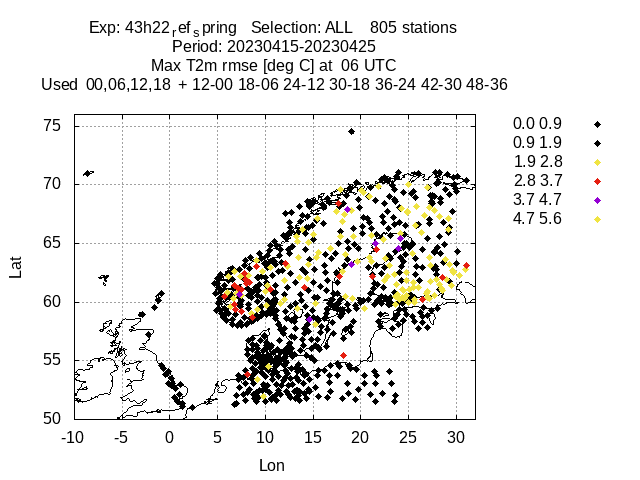 Exp: 43h22ref spring   Selection: ALL    805 stations
Period: 20230415-20230425
Max T2m rmse [deg C] at  06 UTC
Used  00,06,12,18  + 12-00 18-06 24-12 30-18 36-24 42-30 48-36
0.0 0.9
0.9 1.9
1.9 2.8
2.8 3.7
3.7 4.7
4.7 5.6
75
70
65
60
55
50
Lat
-10 -5 0 5 10 15 20 25 30
Lon